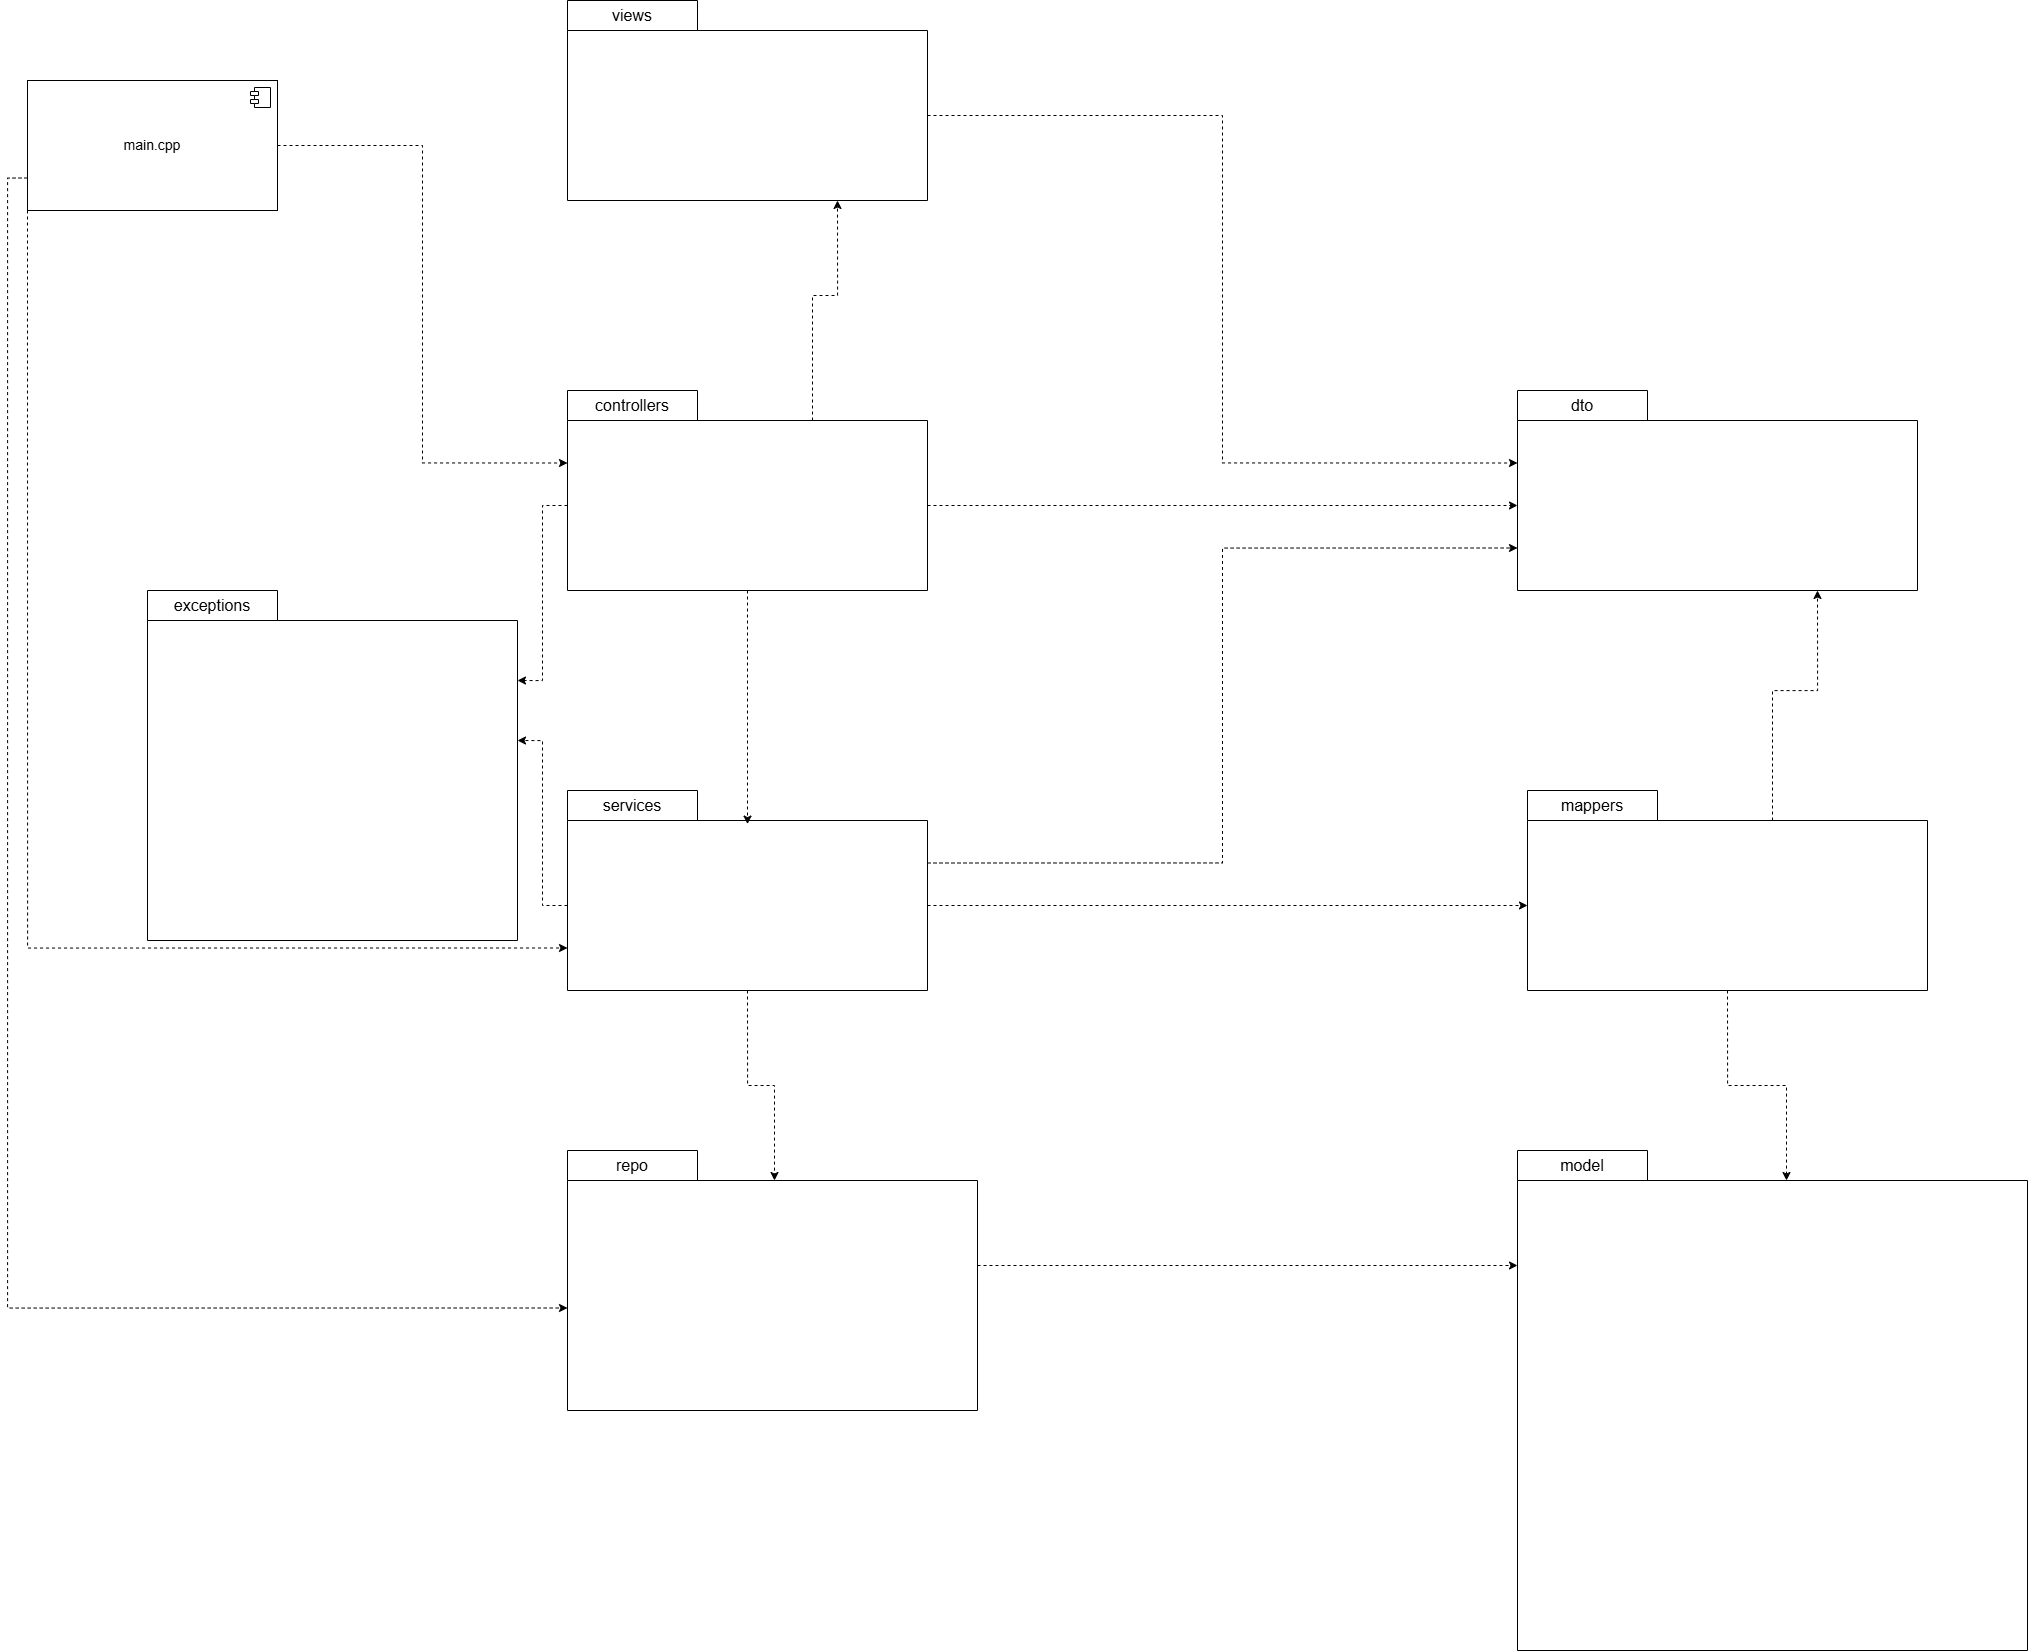 views
main.cpp
controllers
dto
exceptions
services
mappers
repo
model